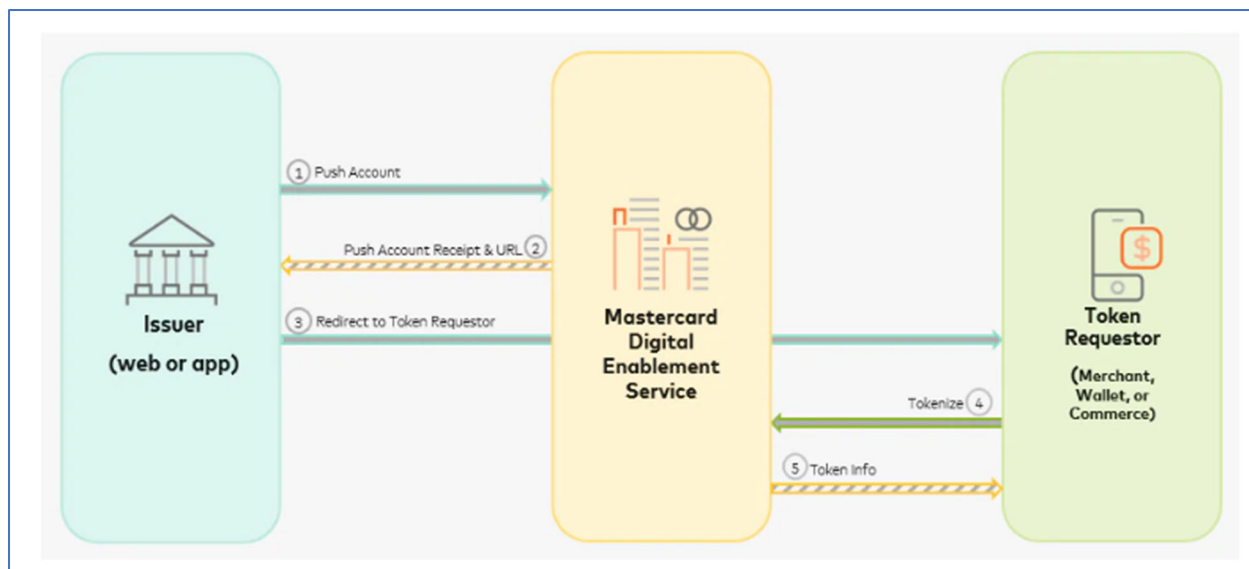 1 Push Account
Push Account Receipt & URL 2
3 Redirect to Token Requestor
Issuer
(web or app)
Mastercard
Digital
Enablement
Service
$
Token
Requestor
(Merchant,
Wallet, or
Commerce)
Tokenize 4
5 Token Info